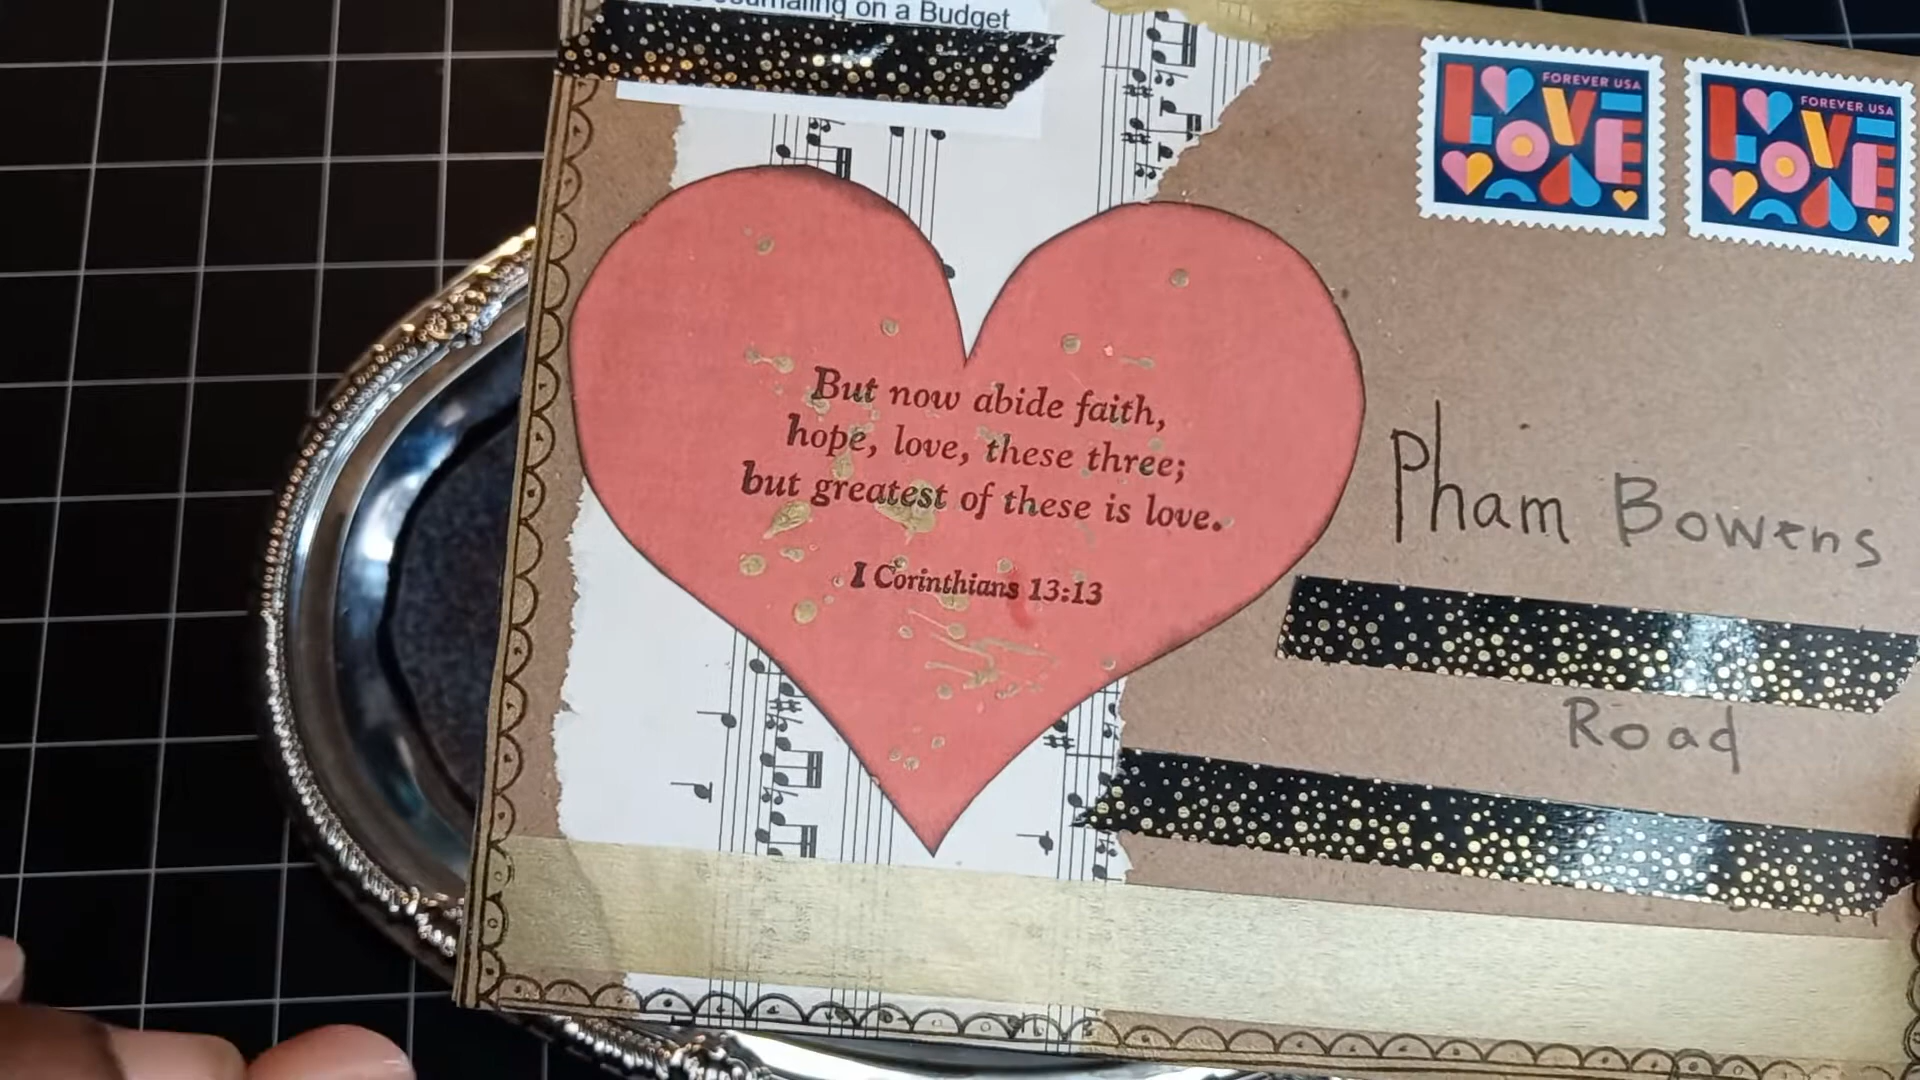 Journaling on a Budget
FOREVER USA
LOVE
FOREVER USA
LOVE
But now abide faith,
hope, love, these three;
but greatest of these is love.
I Corinthians 13:13
Pham Bowens
Road